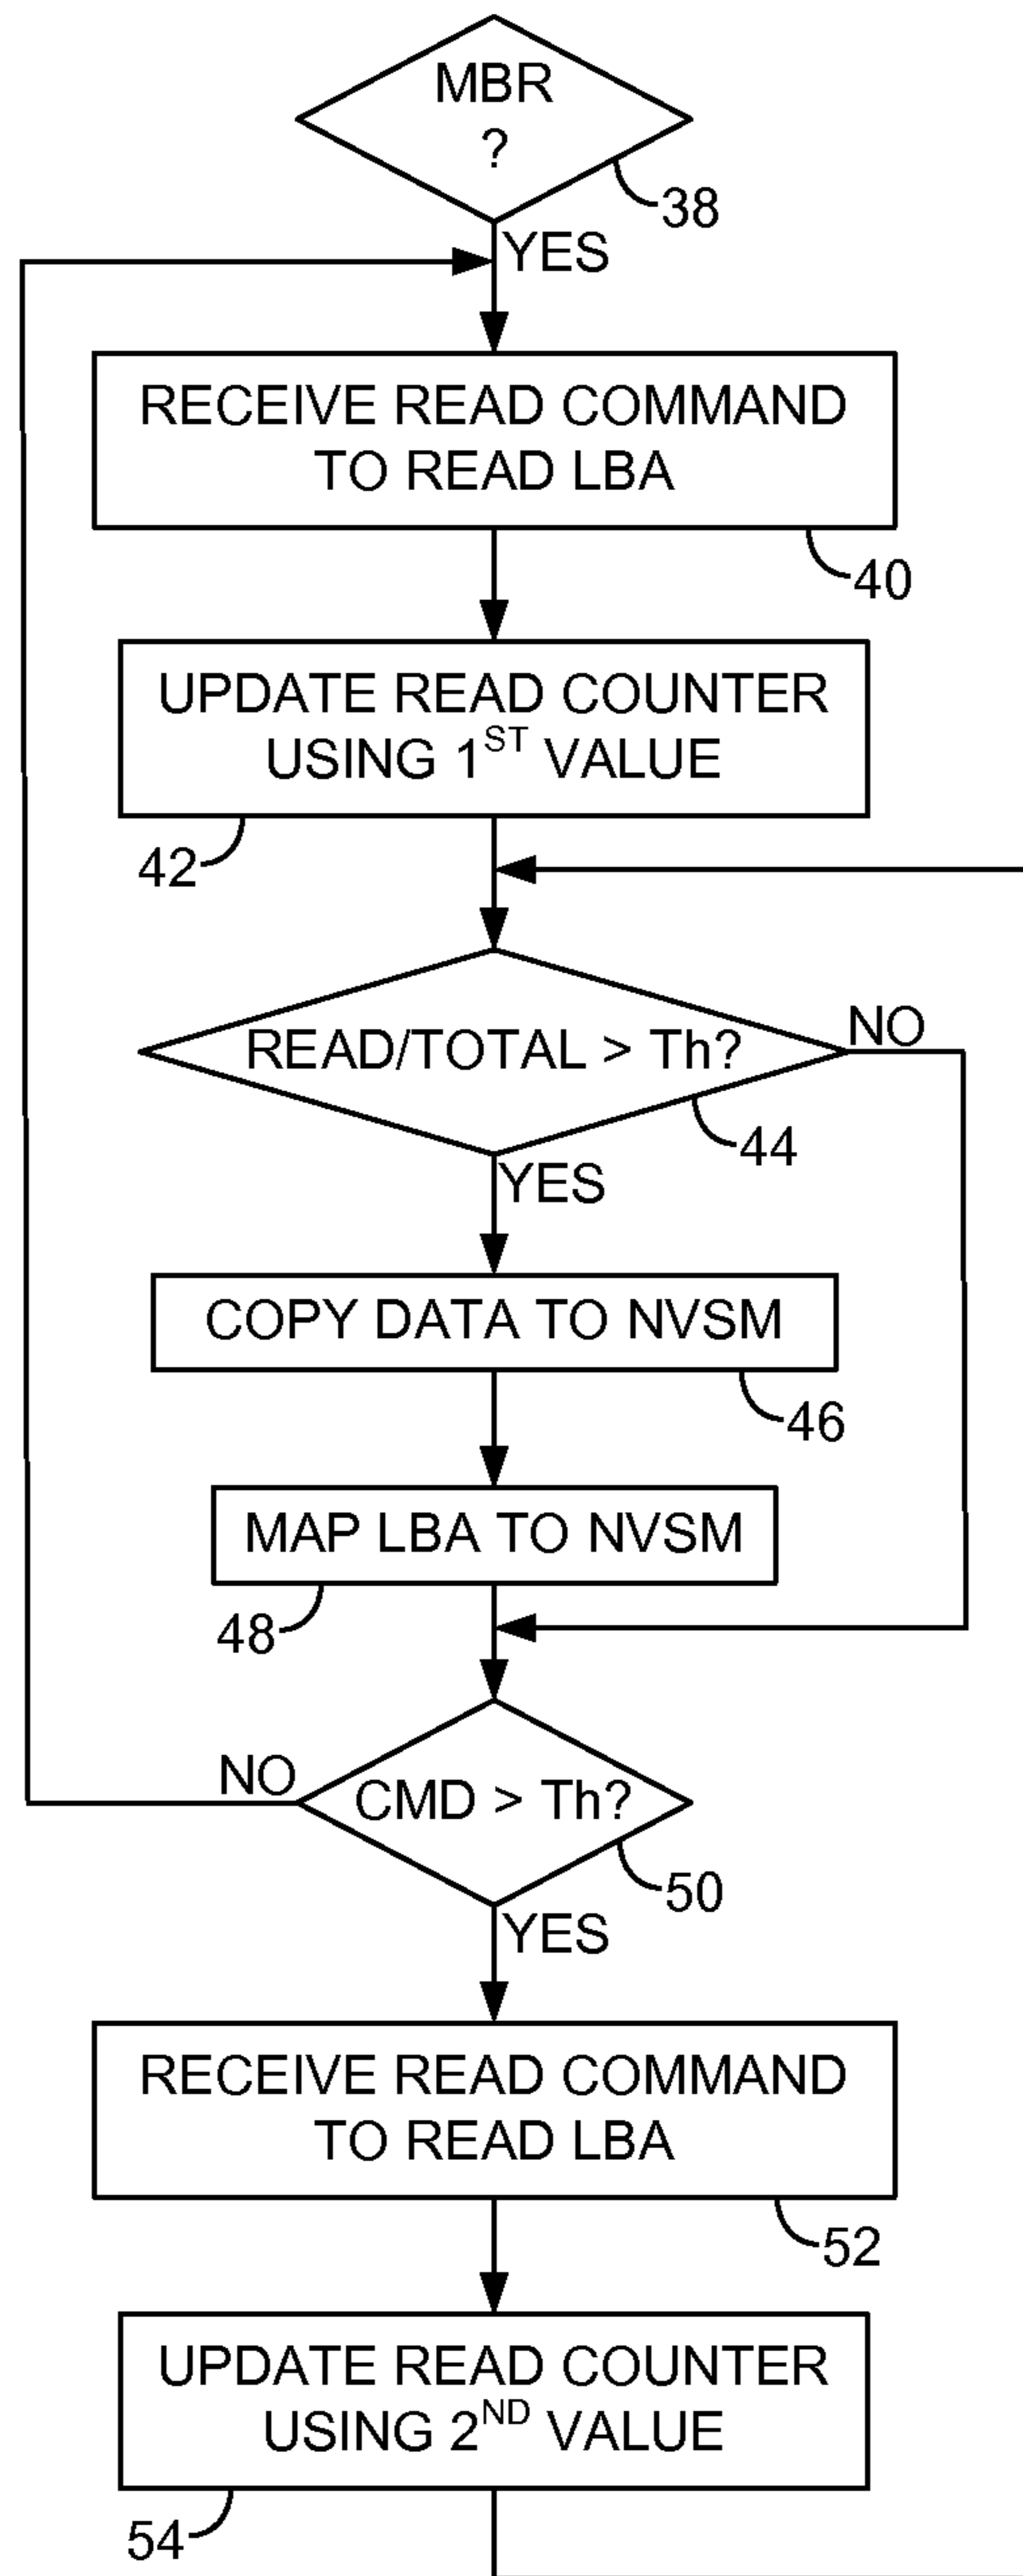 MBR
?
38
YES
RECEIVE READ COMMAND
TO READ LBA
40
UPDATE READ COUNTER
USING 1ST VALUE
42
READ/TOTAL > Th?
NO
44
YES
COPY DATA TO NVSM
46
MAP LBA TO NVSM
48
NO
CMD > Th?
50
YES
RECEIVE READ COMMAND
TO READ LBA
52
UPDATE READ COUNTER
USING 2ND VALUE
54